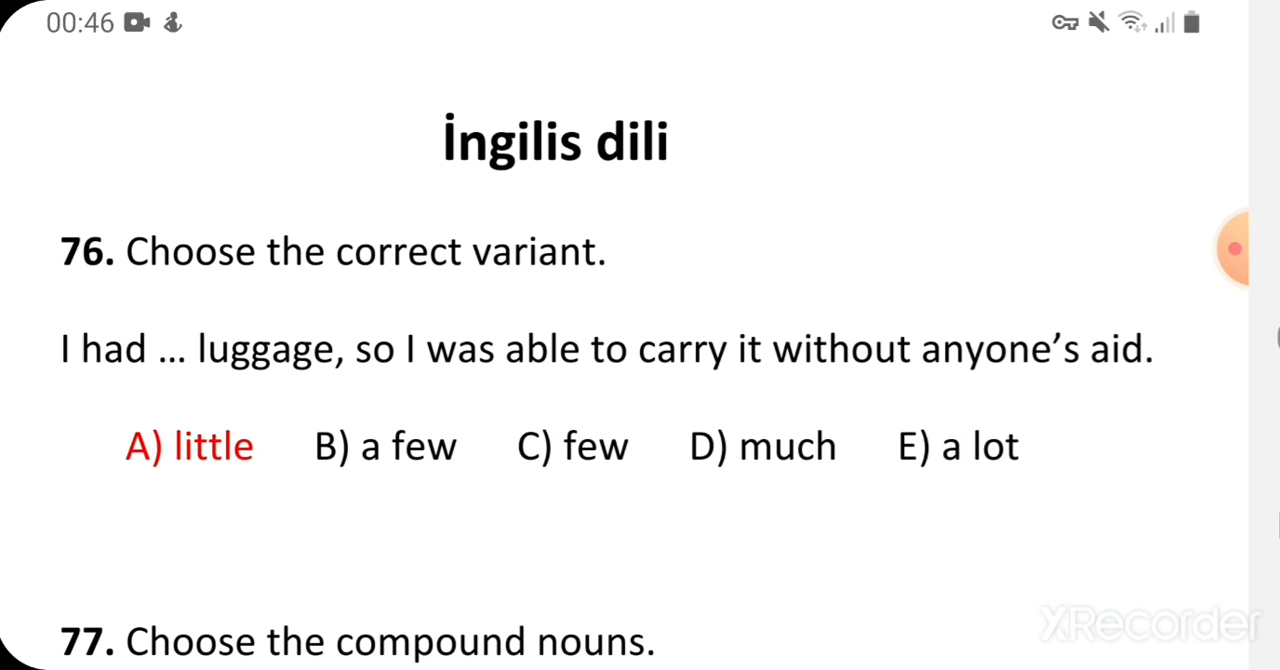 00:46
İngilis dili
76. Choose the correct variant.
I had ... luggage, so I was able to carry it without anyone’s aid.
A) little B) a few C) few D) much E) a lot
77. Choose the compound nouns.
XRecorder